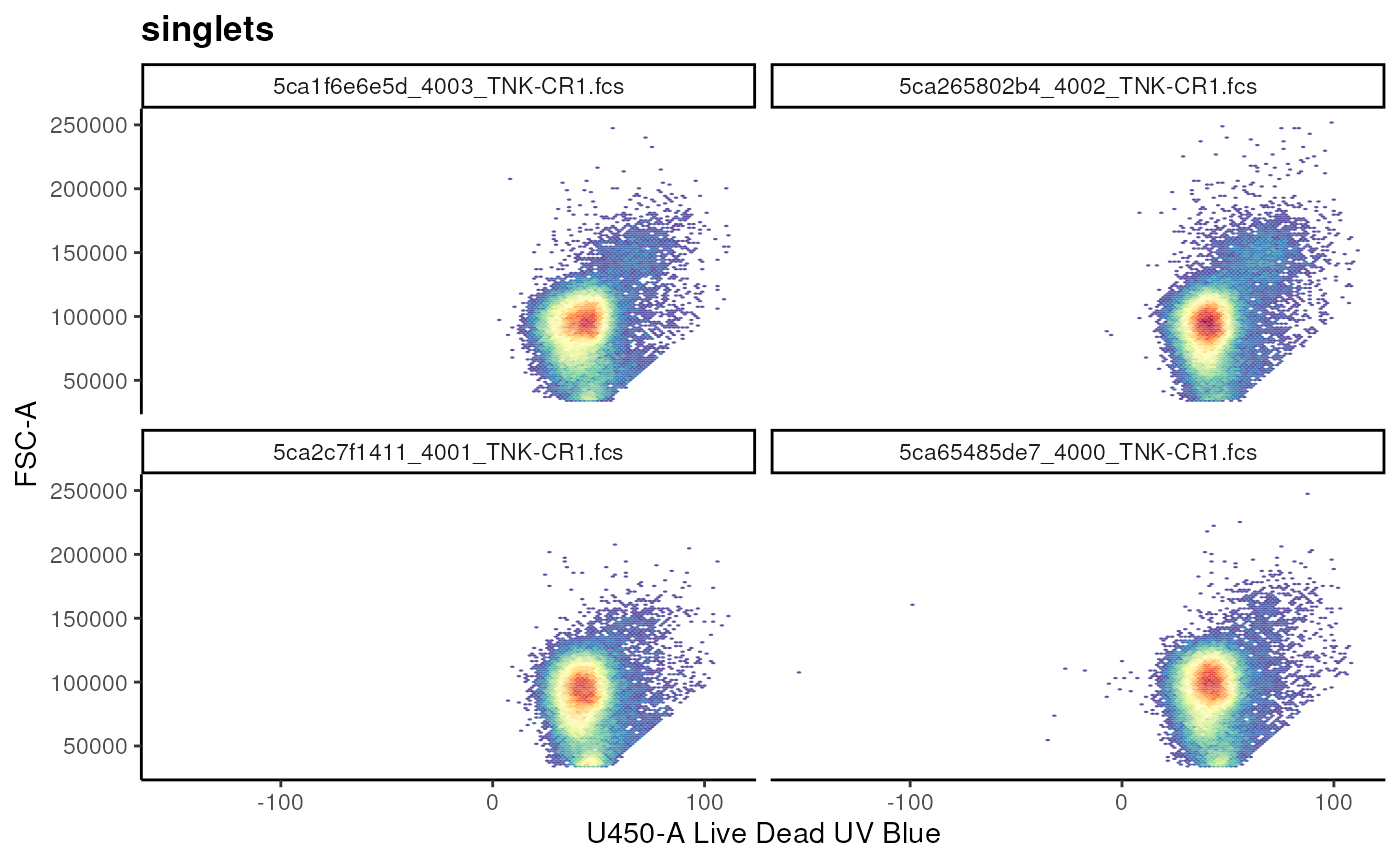 singlets
5ca1f6e6e5d_4003_TNK-CR1.fcs
5ca265802b4_4002_TNK-CR1.fcs
250000
200000
150000
100000
50000
FSC-A
5ca2c7f1411_4001_TNK-CR1.fcs
5ca65485de7_4000_TNK-CR1.fcs
250000
200000
150000
100000
50000
-100 0 100
-100 0 100
U450-A Live Dead UV Blue